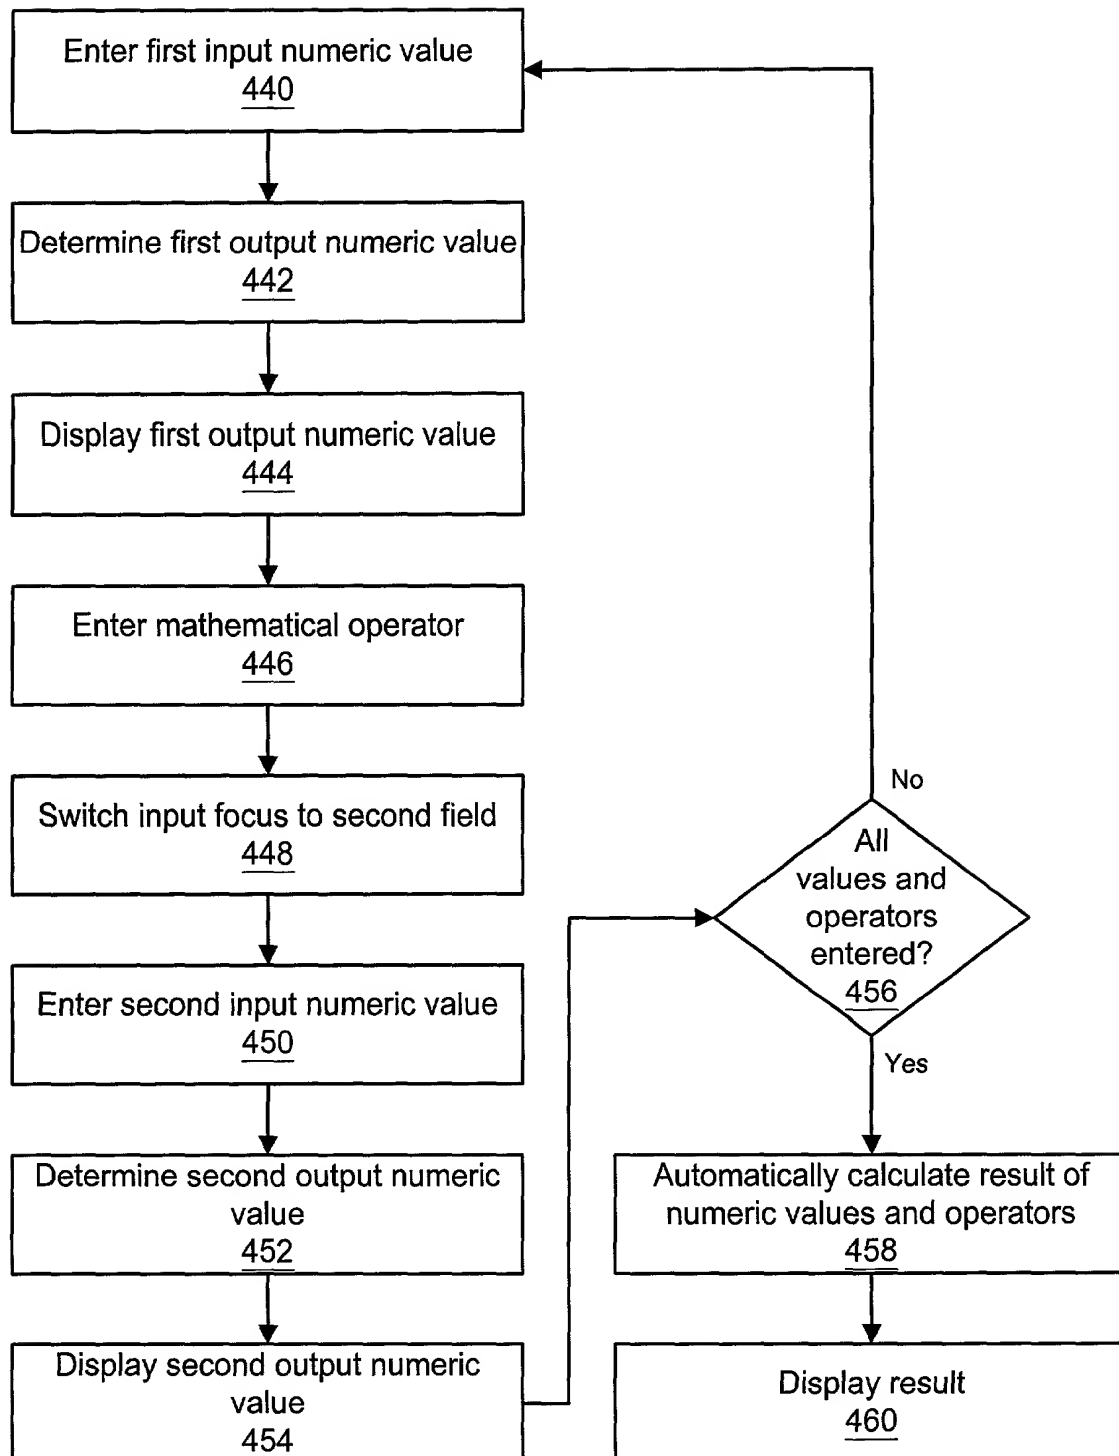 Enter first input numeric value
440
Determine first output numeric value
442
Display first output numeric value
444
Enter mathematical operator
446
Switch input focus to second field
448
Enter second input numeric value
450
Determine second output numeric
value
452
Display second output numeric
value
454
No
All
values and
operators
entered?
456
Yes
Automatically calculate result of
numeric values and operators
458
Display result
460